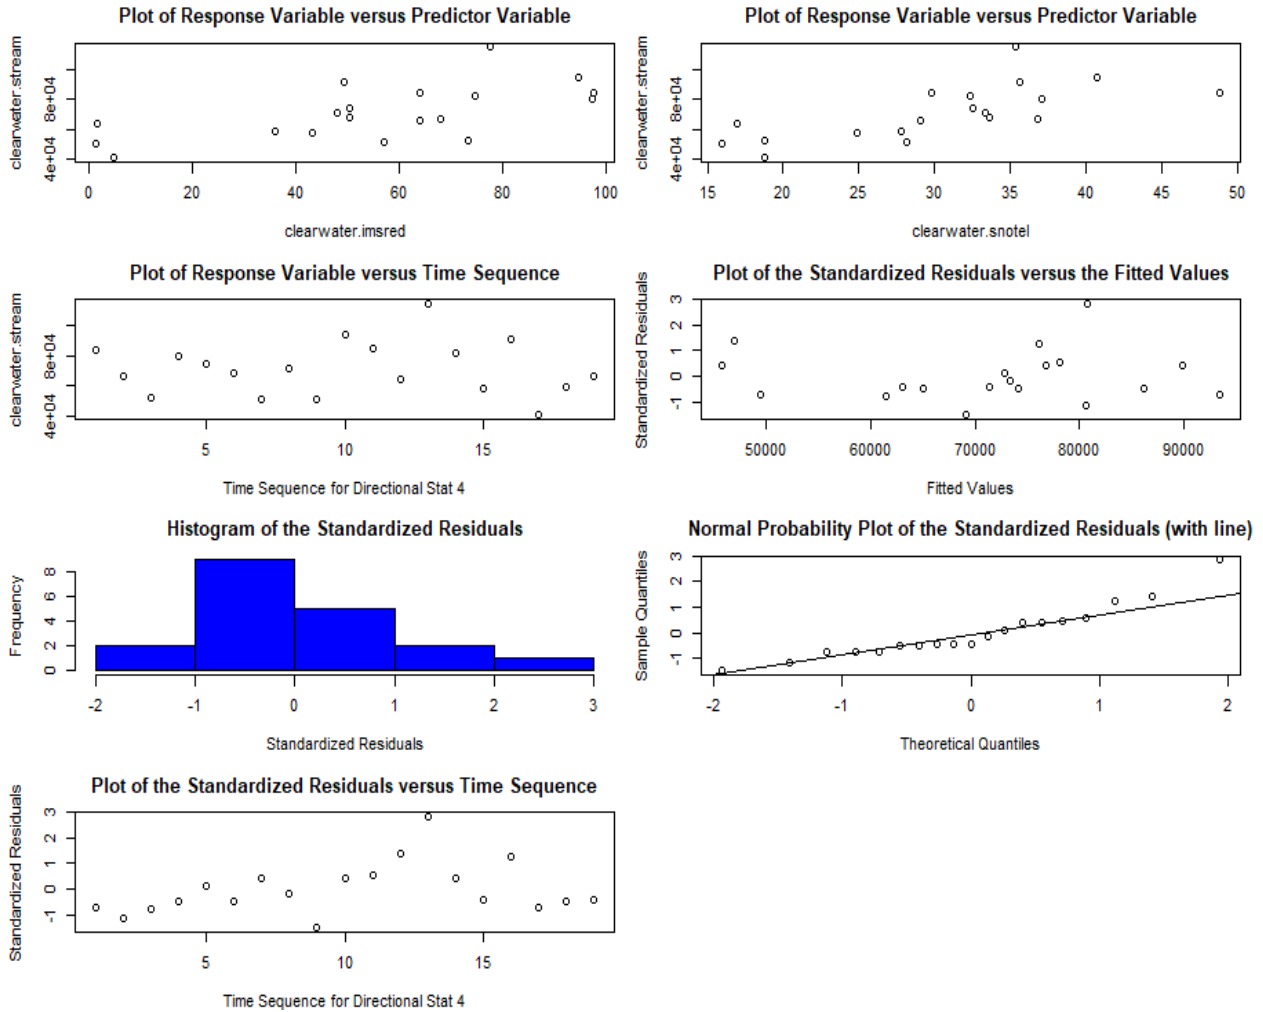 Plot of Response Variable versus Predictor Variable
clearwater.stream
4e+04 8e+04
0 20 40 60 80 100
clearwater.imsred
Plot of Response Variable versus Predictor Variable
clearwater.stream
4e+04 8e+04
15 20 25 30 35 40 45 50
clearwater.snotel
Plot of Response Variable versus Time Sequence
clearwater.stream
4e+04 8e+04
5 10 15
Time Sequence for Directional Stat 4
Plot of the Standardized Residuals versus the Fitted Values
Standardized Residuals
-1 0 1 2 3
50000 60000 70000 80000 90000
Fitted Values
Histogram of the Standardized Residuals
Frequency
0 2 4 6 8
-2 -1 0 1 2 3
Standardized Residuals
Normal Probability Plot of the Standardized Residuals (with line)
Sample Quantiles
-1 0 1 2 3
-2 -1 0 1 2
Theoretical Quantiles
Plot of the Standardized Residuals versus Time Sequence
Standardized Residuals
-1 0 1 2 3
5 10 15
Time Sequence for Directional Stat 4